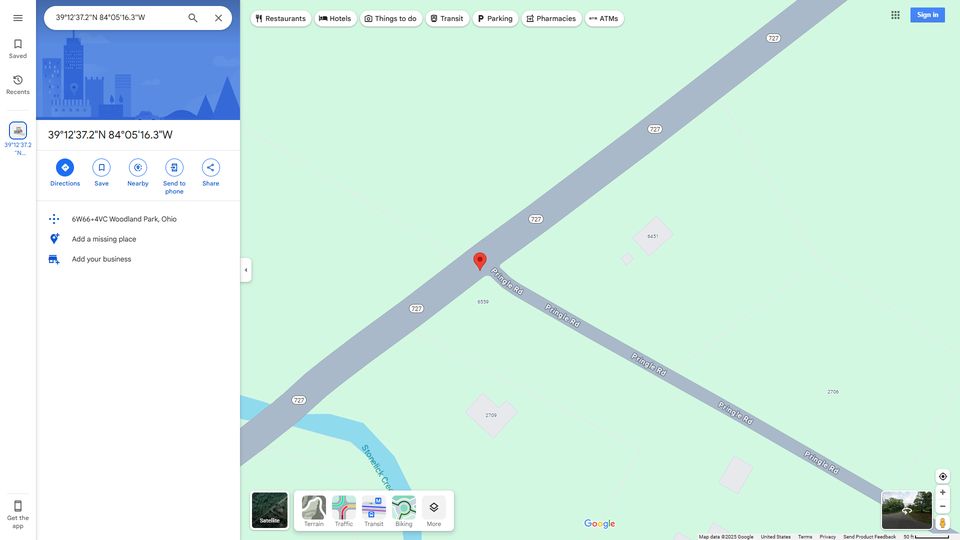 39°12'37.2"N 84°05'16.3"W
Restaurants
Hotels
Things to do
Transit
Parking
Pharmacies
ATMs
Sign in
Saved
Recents
39°12'37.2
"N...
39°12'37.2"N 84°05'16.3"W
Directions
Save
Nearby
Send to
phone
Share
6W66+4VC Woodland Park, Ohio
Add a missing place
Add your business
727
727
727
727
727
6451
6559
2709
2706
Pringle Rd
Pringle Rd
Pringle Rd
Pringle Rd
Pringle Rd
Stonelick Cree
Get the
app
Satellite
Terrain
Traffic
Transit
Biking
More
Google
Map data ©2025 Google
United States
Terms
Privacy
Send Product Feedback
50 ft